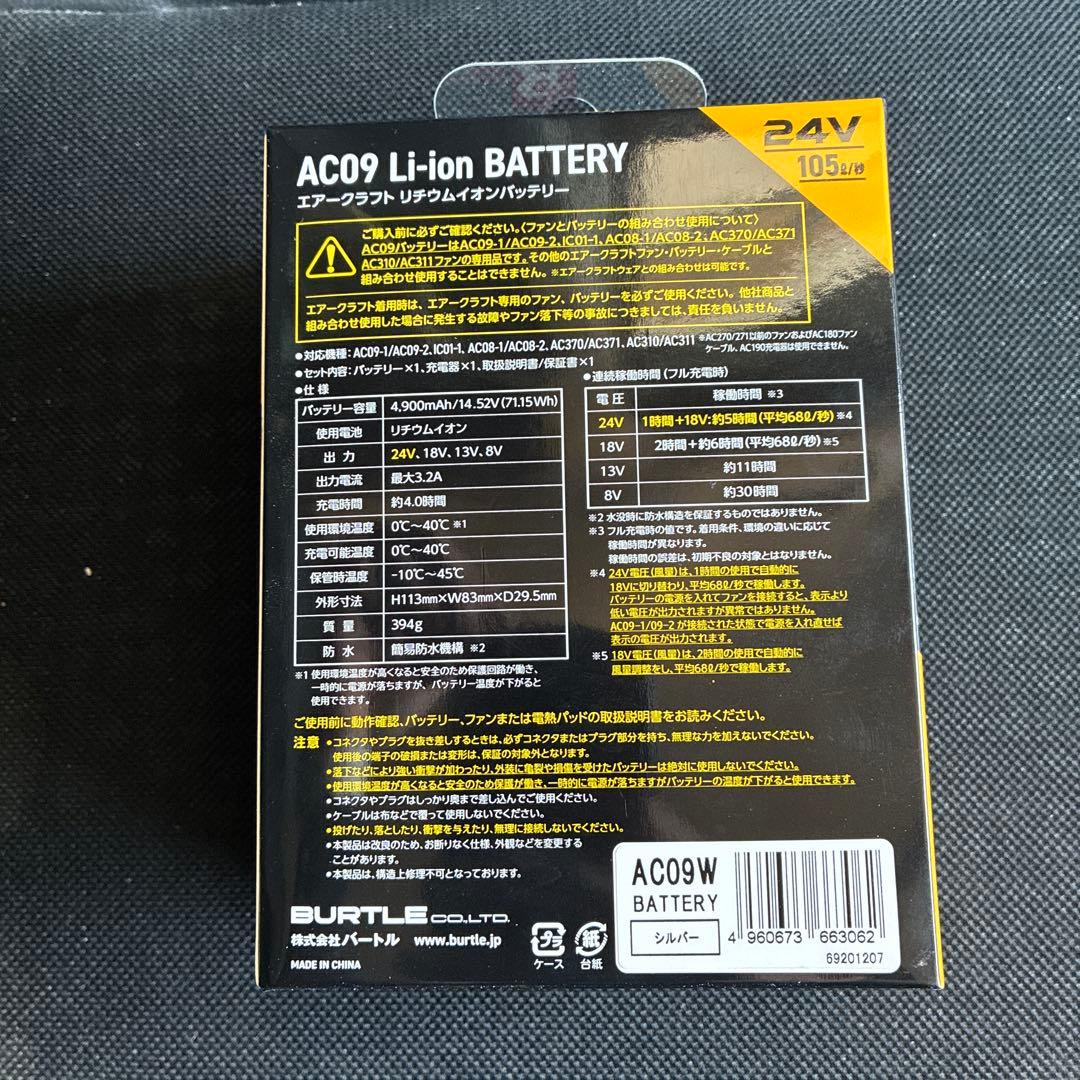 24V
105ℓ/秒
AC09 Li-ion BATTERY
エアークラフト リチウムイオンバッテリー
ご購入前に必ずご確認ください。〈ファンとバッテリーの組み合わせ使用について〉
AC09バッテリーはAC09-1/AC09-2、IC01-1、AC08-1/AC08-2、AC370/AC371
AC310/AC311ファンの専用品です。その他のエアークラフトファン・バッテリー・ケーブルと
組み合わせ使用することはできません。※エアークラフトウェアとの組み合わせは可能です。
エアークラフト着用時は、エアークラフト専用のファン、バッテリーを必ずご使用ください。他社商品と
組み合わせ使用した場合に発生する故障やファン落下等の事故につきましては、責任を負いません。
●対応機種:AC09-1/AC09-2、IC01-1、AC08-1/AC08-2、AC370/AC371、AC310/AC311 ※AC270/271以前のファンおよびAC180ファン
ケーブル、AC190充電器は使用できません。
●セット内容:バッテリー×1、充電器×1、取扱説明書/保証書×1
●仕様
バッテリー容量 4,900mAh/14.52V(71.15Wh)
使用電池 リチウムイオン
出力 24V、18V、13V、8V
出力電流 最大3.2A
充電時間 約4.0時間
使用環境温度 0℃〜40℃ ※1
充電可能温度 0℃〜40℃
保管時温度 -10℃〜45℃
外形寸法 H113mm×W83mm×D29.5mm
質量 394g
防水 簡易防水機構 ※2
※1 使用環境温度が高くなると安全のため保護回路が働き、
一時的に電源が落ちますが、バッテリー温度が下がると
使用できます。
●連続稼働時間(フル充電時)
電圧 稼働時間 ※3
24V 1時間+18V:約5時間(平均68ℓ/秒)※4
18V 2時間+約6時間(平均68ℓ/秒)※5
13V 約11時間
8V 約30時間
※2 水没時に防水構造を保証するものではありません。
※3 フル充電時の値です。着用条件、環境の違いに応じて
稼働時間が異なります。
稼働時間の誤差は、初期不良の対象とはなりません。
※4 24V電圧(風量)は、1時間の使用で自動的に
18Vに切り替わり、平均68ℓ/秒で稼働します。
バッテリーの電源を入れてファンを接続すると、表示より
低い電圧が出力されますが異常ではありません。
AC09-1/09-2 が接続された状態で電源を入れ直せば
表示の電圧が出力されます。
※5 18V電圧(風量)は、2時間の使用で自動的に
風量調整をし、平均68ℓ/秒で稼働します。
ご使用前に動作確認、バッテリー、ファンまたは電熱パッドの取扱説明書をお読みください。
注意 ●コネクタやプラグを抜き差しするときは、必ずコネクタまたはプラグ部分を持ち、無理な力を加えないでください。
使用後の端子の破損または変形は、保証の対象外となります。
●落下などにより強い衝撃が加わったり、外装に亀裂や損傷を受けたバッテリーは絶対に使用しないでください。
●使用環境温度が高くなると安全のため保護が働き、一時的に電源が落ちますがバッテリーの温度が下がると使用できます。
●コネクタやプラグはしっかり奥まで差し込んでご使用ください。
●ケーブルは布などで覆って使用しないでください。
●投げたり、落としたり、衝撃を与えたり、無理に接続しないでください。
●本製品は改良のため、お断りなく仕様、外観などを変更する
ことがあります。
●本製品は、構造上修理不可となっております。
BURTLE CO.,LTD.
株式会社バートル www.burtle.jp
MADE IN CHINA
プラ
ケース
紙
台紙
AC09W
BATTERY
シルバー
4 960673 663062
69201207